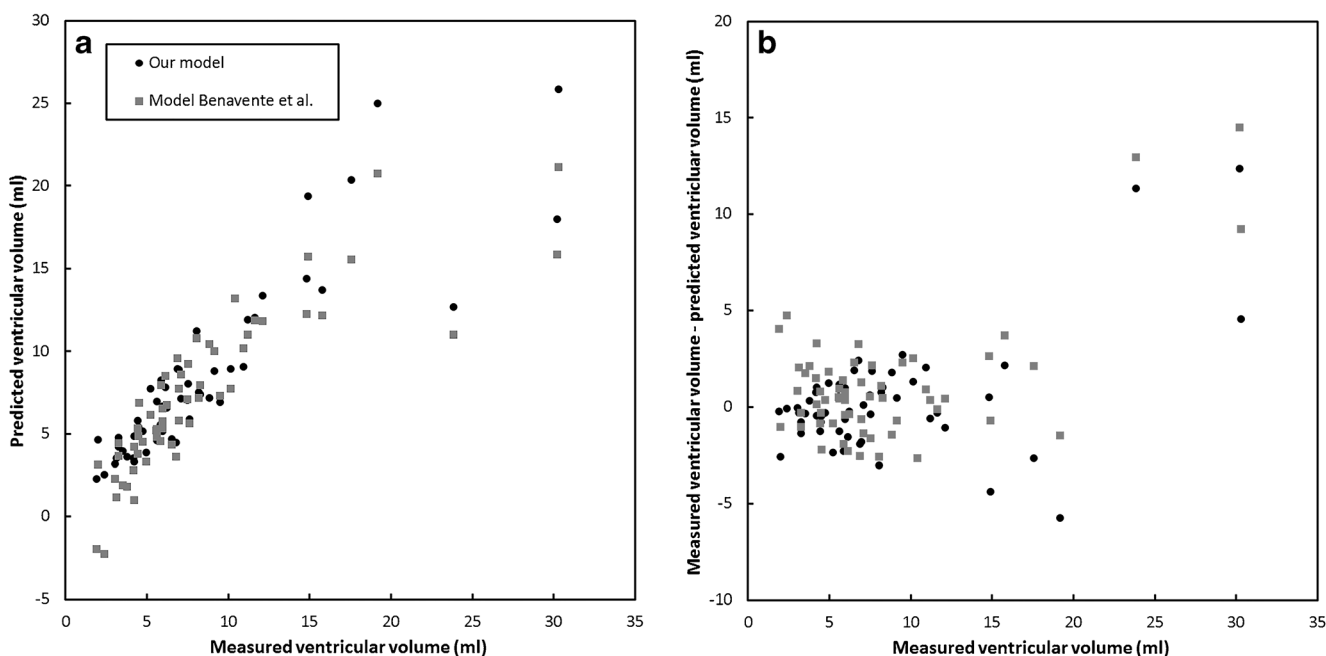 a
Our model
Model Benavente et al.
Predicted ventricular volume (ml)
30
25
20
15
10
5
0
-5
0 5 10 15 20 25 30 35
Measured ventricular volume (ml)
b
Measured ventricular volume - predicted ventricluar volume (ml)
20
15
10
5
0
-5
-10
0 5 10 15 20 25 30 35
Measured ventricular volume (ml)